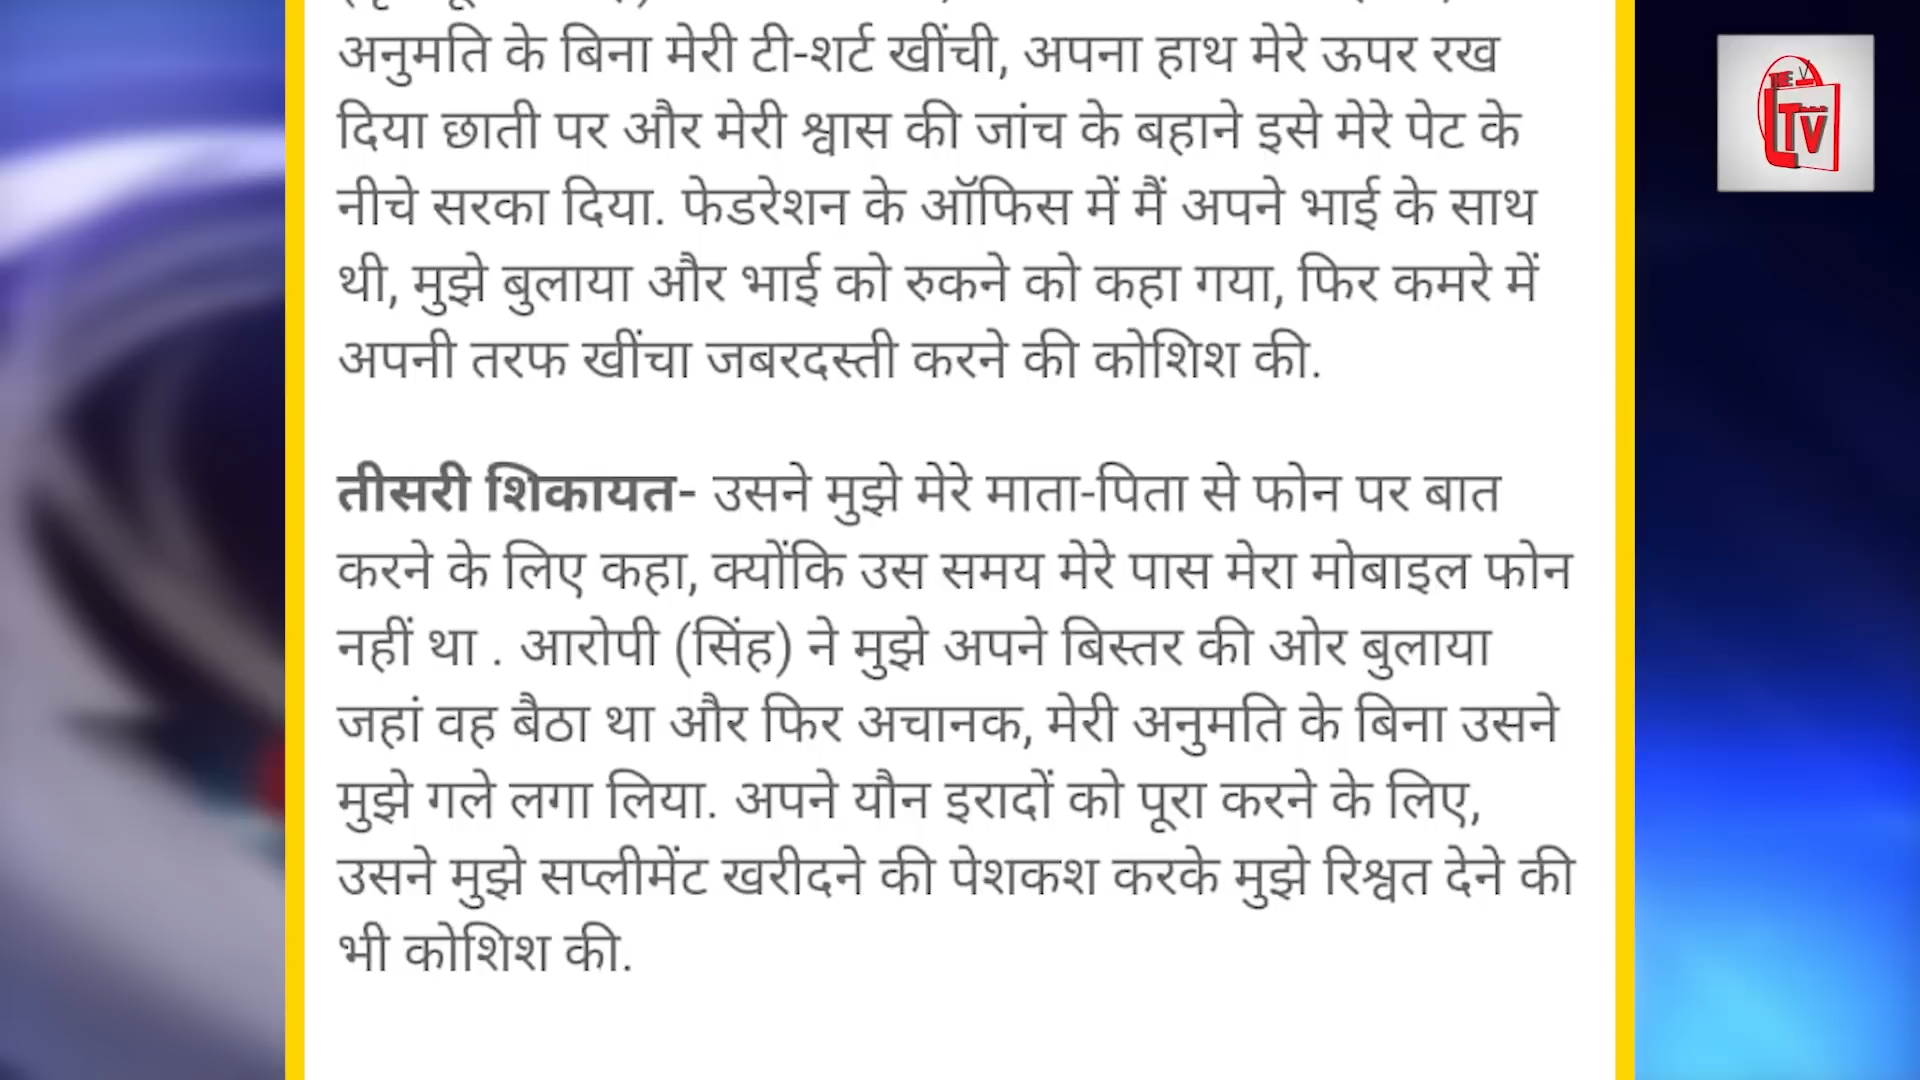 अनुमति के बिना मेरी टी-शर्ट खींची, अपना हाथ मेरे ऊपर रख
दिया छाती पर और मेरी श्वास की जांच के बहाने इसे मेरे पेट के
नीचे सरका दिया. फेडरेशन के ऑफिस में मैं अपने भाई के साथ
थी, मुझे बुलाया और भाई को रुकने को कहा गया, फिर कमरे में
अपनी तरफ खींचा जबरदस्ती करने की कोशिश की.
तीसरी शिकायत- उसने मुझे मेरे माता-पिता से फोन पर बात
करने के लिए कहा, क्योंकि उस समय मेरे पास मेरा मोबाइल फोन
नहीं था . आरोपी (सिंह) ने मुझे अपने बिस्तर की ओर बुलाया
जहां वह बैठा था और फिर अचानक, मेरी अनुमति के बिना उसने
मुझे गले लगा लिया. अपने यौन इरादों को पूरा करने के लिए,
उसने मुझे सप्लीमेंट खरीदने की पेशकश करके मुझे रिश्वत देने की
भी कोशिश की.
THE
TV